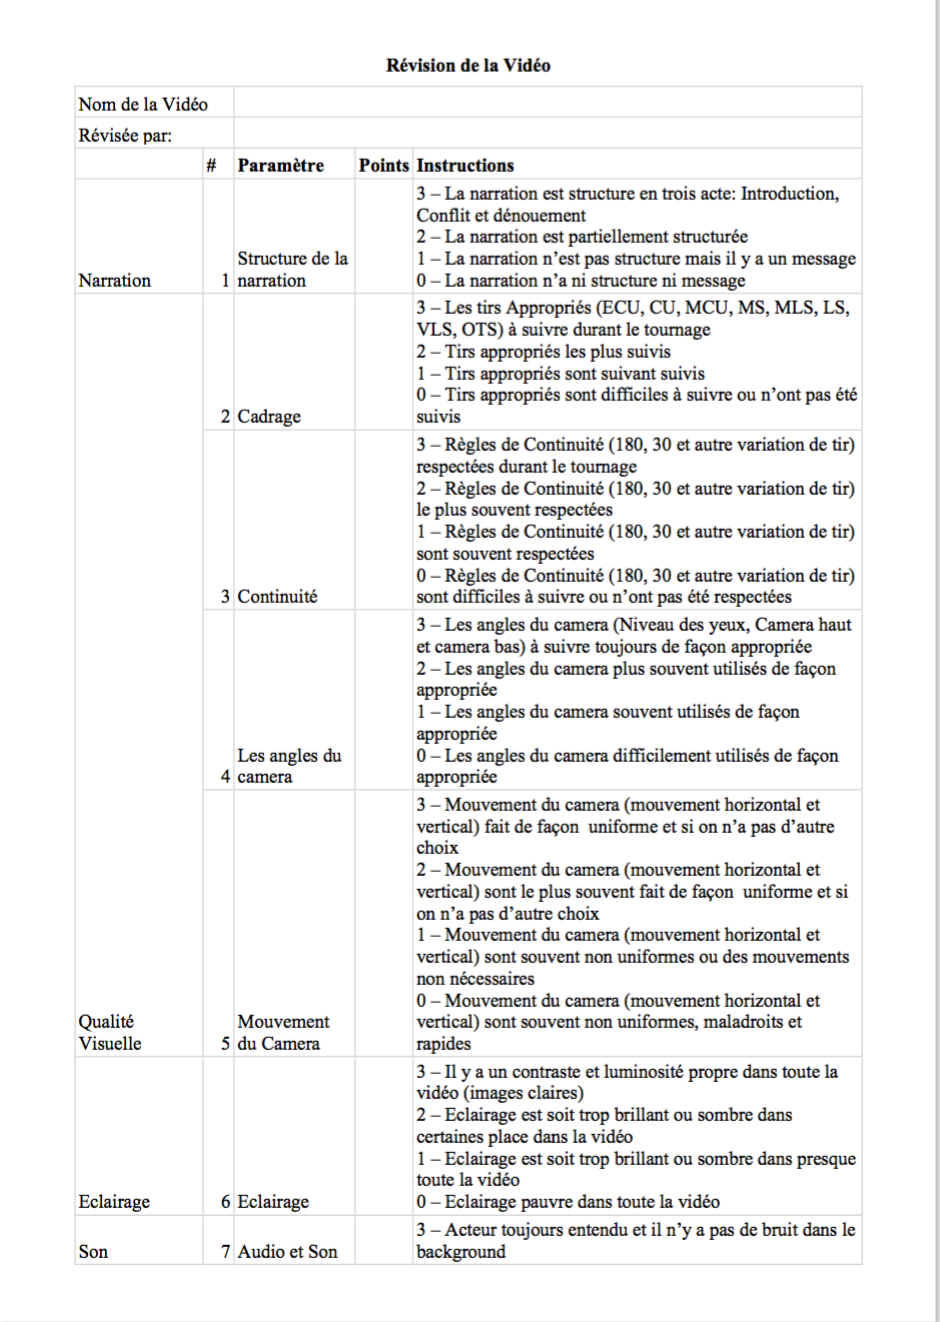 Révision de la Vidéo
Nom de la Vidéo
Révisée par:
# Paramètre Points Instructions
Narration 1 Structure de la narration
3 – La narration est structure en trois acte: Introduction,
Conflit et dénouement
2 – La narration est partiellement structurée
1 – La narration n’est pas structure mais il y a un message
0 – La narration n’a ni structure ni message
2 Cadrage
3 – Les tirs Appropriés (ECU, CU, MCU, MS, MLS, LS,
VLS, OTS) à suivre durant le tournage
2 – Tirs appropriés les plus suivis
1 – Tirs appropriés sont suivant suivis
0 – Tirs appropriés sont difficiles à suivre ou n’ont pas été
suivis
3 Continuité
3 – Règles de Continuité (180, 30 et autre variation de tir)
respectées durant le tournage
2 – Règles de Continuité (180, 30 et autre variation de tir)
le plus souvent respectées
1 – Règles de Continuité (180, 30 et autre variation de tir)
sont souvent respectées
0 – Règles de Continuité (180, 30 et autre variation de tir)
sont difficiles à suivre ou n’ont pas été respectées
4 Les angles du camera
3 – Les angles du camera (Niveau des yeux, Camera haut
et camera bas) à suivre toujours de façon appropriée
2 – Les angles du camera plus souvent utilisés de façon
appropriée
1 – Les angles du camera souvent utilisés de façon
appropriée
0 – Les angles du camera difficilement utilisés de façon
appropriée
Qualité Visuelle 5 Mouvement du Camera
3 – Mouvement du camera (mouvement horizontal et
vertical) fait de façon uniforme et si on n’a pas d’autre
choix
2 – Mouvement du camera (mouvement horizontal et
vertical) sont le plus souvent fait de façon uniforme et si
on n’a pas d’autre choix
1 – Mouvement du camera (mouvement horizontal et
vertical) sont souvent non uniformes ou des mouvements
non nécessaires
0 – Mouvement du camera (mouvement horizontal et
vertical) sont souvent non uniformes, maladroits et
rapides
Eclairage 6 Eclairage
3 – Il y a un contraste et luminosité propre dans toute la
vidéo (images claires)
2 – Eclairage est soit trop brillant ou sombre dans
certaines place dans la vidéo
1 – Eclairage est soit trop brillant ou sombre dans presque
toute la vidéo
0 – Eclairage pauvre dans toute la vidéo
Son 7 Audio et Son
3 – Acteur toujours entendu et il n’y a pas de bruit dans le
background